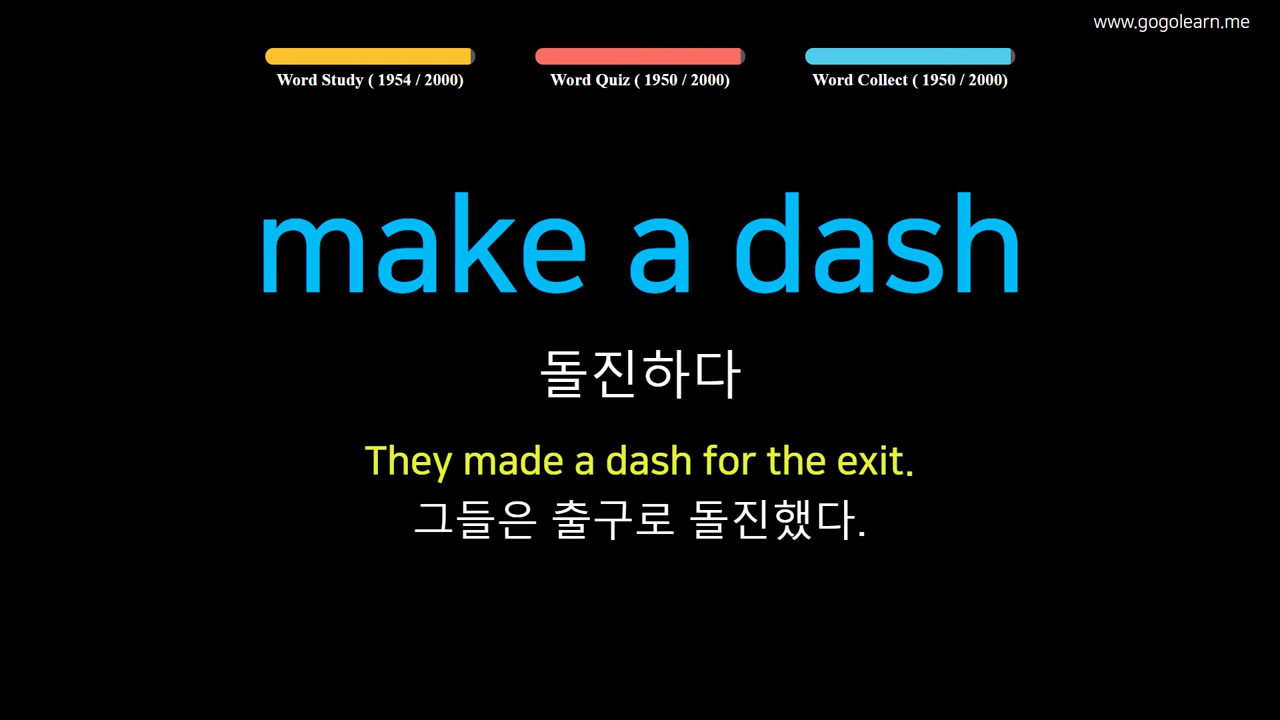 www.gogolearn.me
Word Study ( 1954 / 2000)
Word Quiz ( 1950 / 2000)
Word Collect ( 1950 / 2000)
make a dash
돌진하다
They made a dash for the exit.
그들은 출구로 돌진했다.